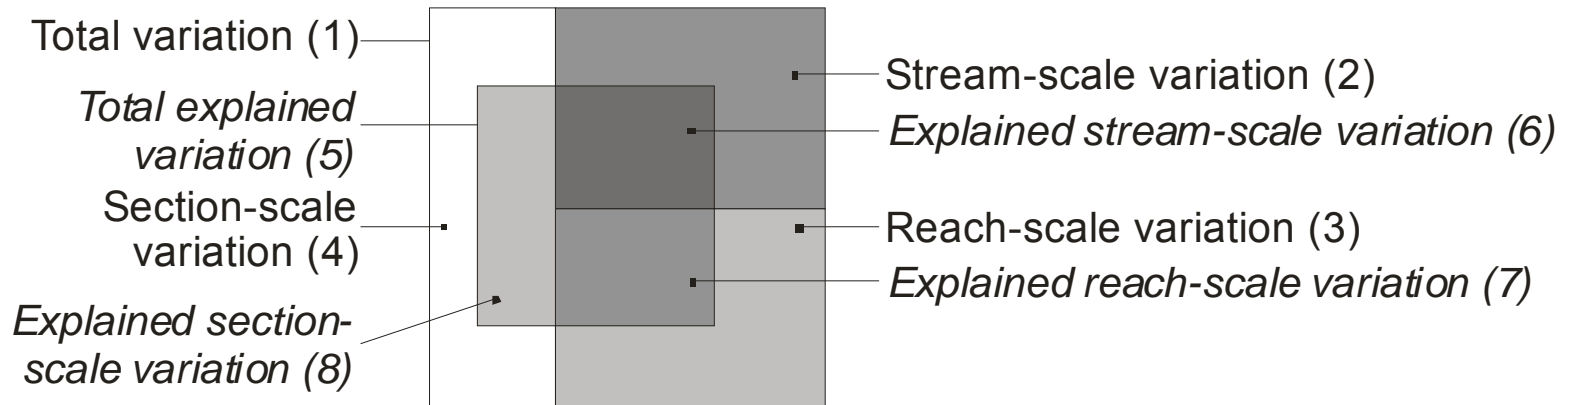 Total variation (1)
Total explained
variation (5)
Section-scale
variation (4)
Explained section-
scale variation (8)
Stream-scale variation (2)
Explained stream-scale variation (6)
Reach-scale variation (3)
Explained reach-scale variation (7)